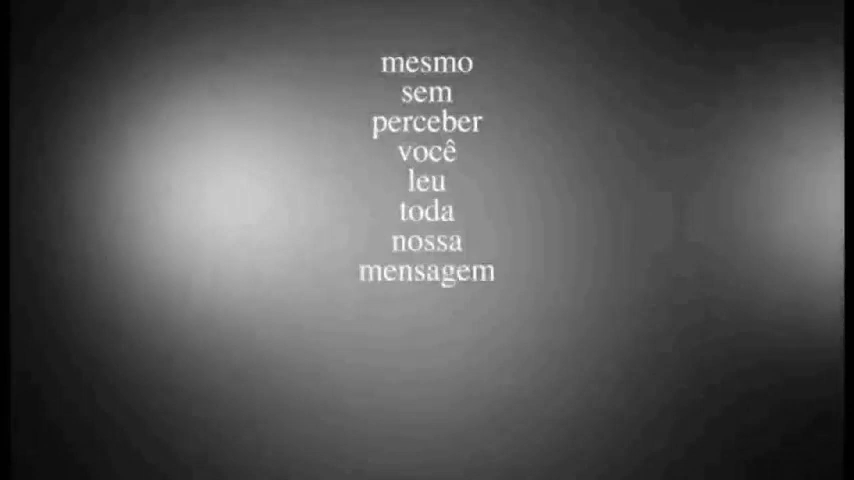 mesmo
sem
perceber
você
leu
toda
nossa
mensagem